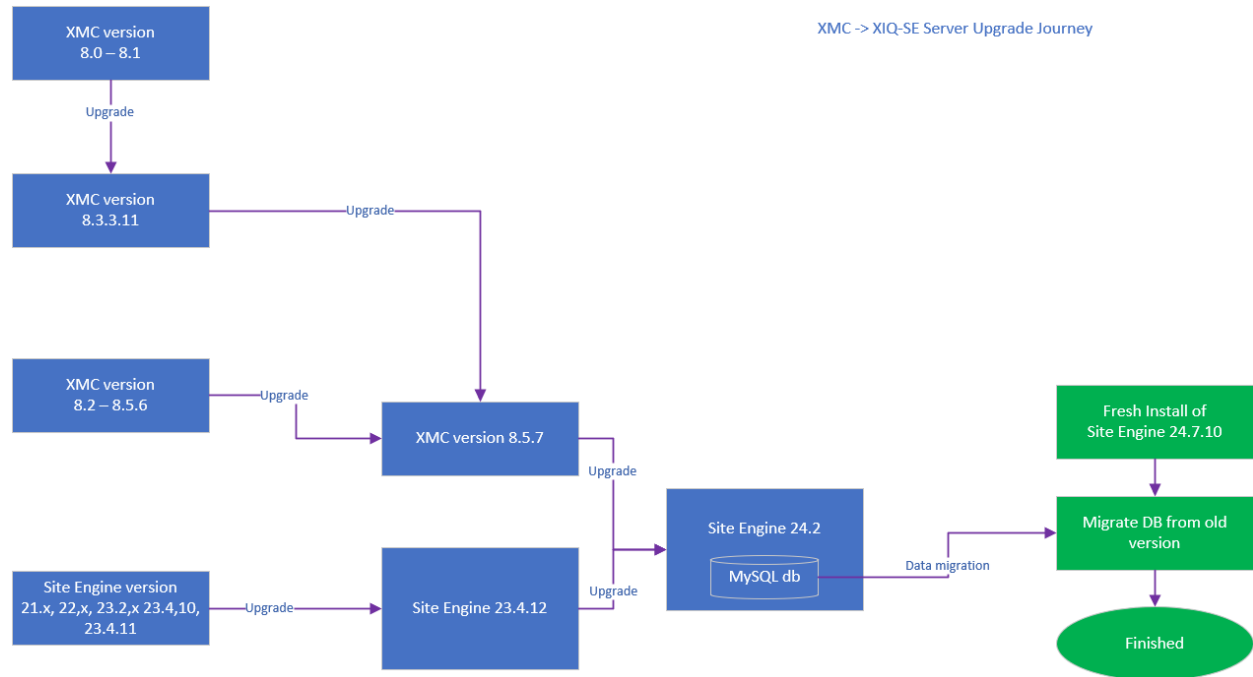 XMC version
8.0 – 8.1
XMC -> XIQ-SE Server Upgrade Journey
Upgrade
XMC version
8.3.3.11
Upgrade
XMC version
8.2 – 8.5.6
Upgrade
XMC version 8.5.7
Fresh Install of
Site Engine 24.7.10
Upgrade
Site Engine 24.2
MySQL db
Data migration
Migrate DB from old
version
Site Engine version
21.x, 22,x, 23.2,x 23.4,10,
23.4.11
Upgrade
Site Engine 23.4.12
Upgrade
Finished